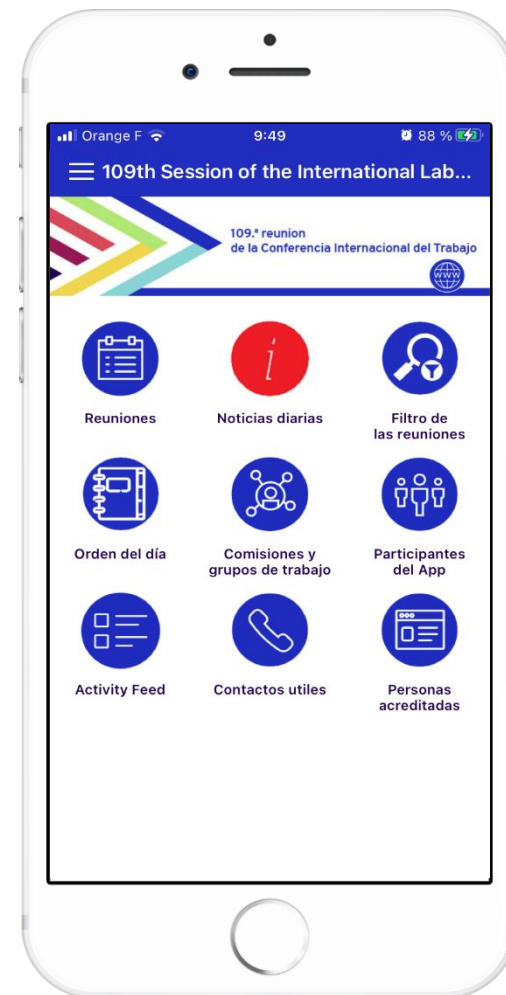 Orange F 9:49 88 %
109th Session of the International Lab...
109.ª reunion
de la Conferencia Internacional del Trabajo
www
i
Reuniones Noticias diarias Filtro de
las reuniones
Orden del día Comisiones y
grupos de trabajo Participantes
del App
Activity Feed Contactos utiles Personas
acreditadas